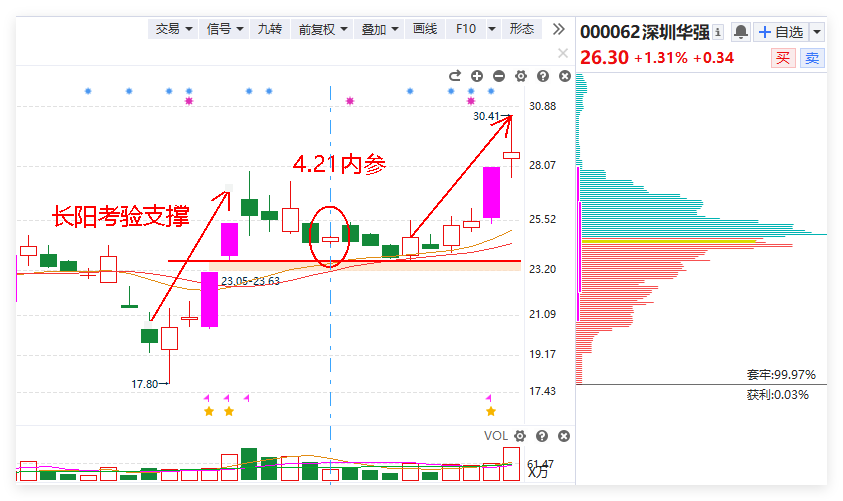 交易 信号 九转 前复权 叠加 画线 F10 形态
000062深圳华强 自选
26.30 +1.31% +0.34 买 卖
30.88
30.41
4.21内参
28.07
长阳考验支撑
25.52
23.20
23.05-23.63
21.09
19.17
17.80
17.43
套牢:99.97%
获利:0.03%
VOL
61.47
X万